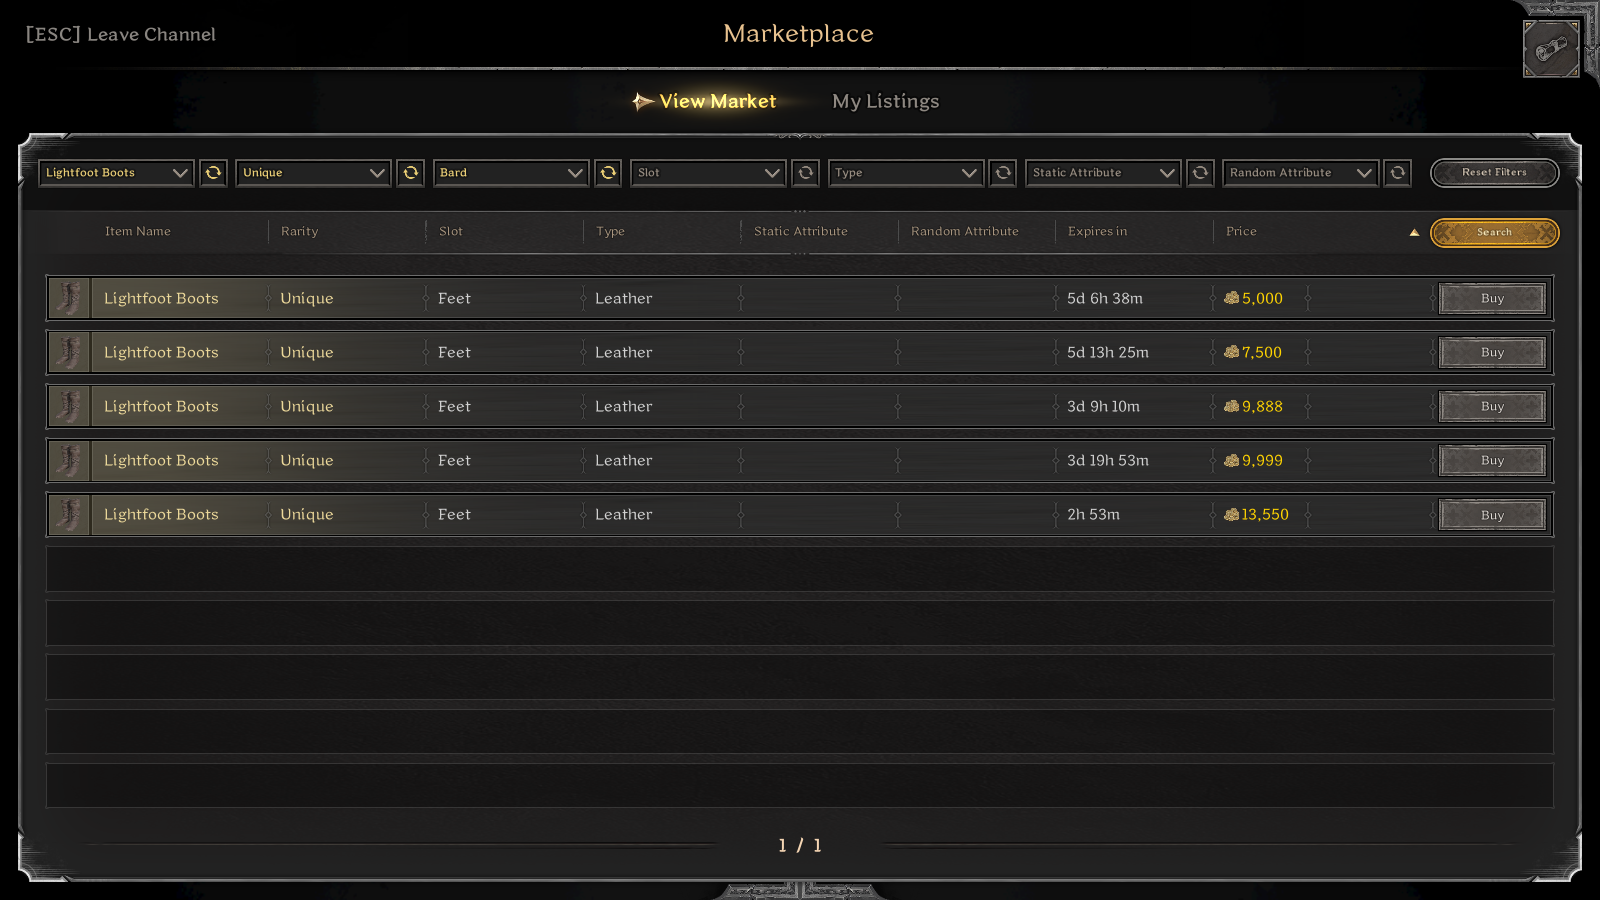 [ESC] Leave Channel
Marketplace
View Market
My Listings
Lightfoot Boots Unique Bard Slot Type Static Attribute Random Attribute Reset Filters
Item Name Rarity Slot Type Static Attribute Random Attribute Expires in Price Search
Lightfoot Boots Unique Feet Leather 5d 6h 38m 5,000 Buy
Lightfoot Boots Unique Feet Leather 5d 13h 25m 7,500 Buy
Lightfoot Boots Unique Feet Leather 3d 9h 10m 9,888 Buy
Lightfoot Boots Unique Feet Leather 3d 19h 53m 9,999 Buy
Lightfoot Boots Unique Feet Leather 2h 53m 13,550 Buy
1 / 1